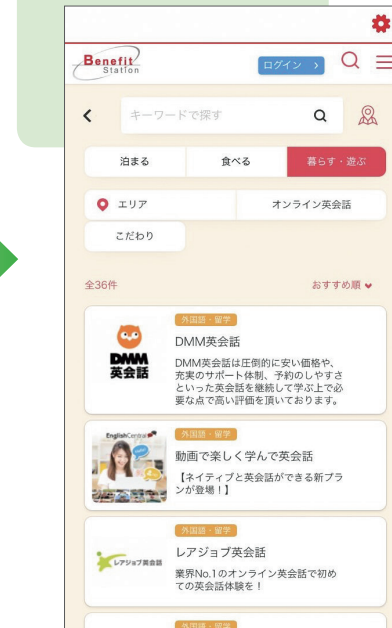 Benefit
Station
ログイン >
キーワードで探す
泊まる
食べる
暮らす・遊ぶ
エリア
オンライン英会話
こだわり
全36件
おすすめ順
外国語・留学
DMM英会話
DMM
英会話
DMM英会話は圧倒的に安い価格や、
充実のサポート体制、予約のしやすさ
といった英会話を継続して学ぶ上で必
要な点で高い評価を頂いております。
EnglishCentral
外国語・留学
動画で楽しく学んで英会話
【ネイティブと英会話ができる新プラ
ンが登場！】
外国語・留学
レアジョブ英会話
レアジョブ英会話
業界No.1のオンライン英会話で初め
ての英会話体験を！
外国語・留学